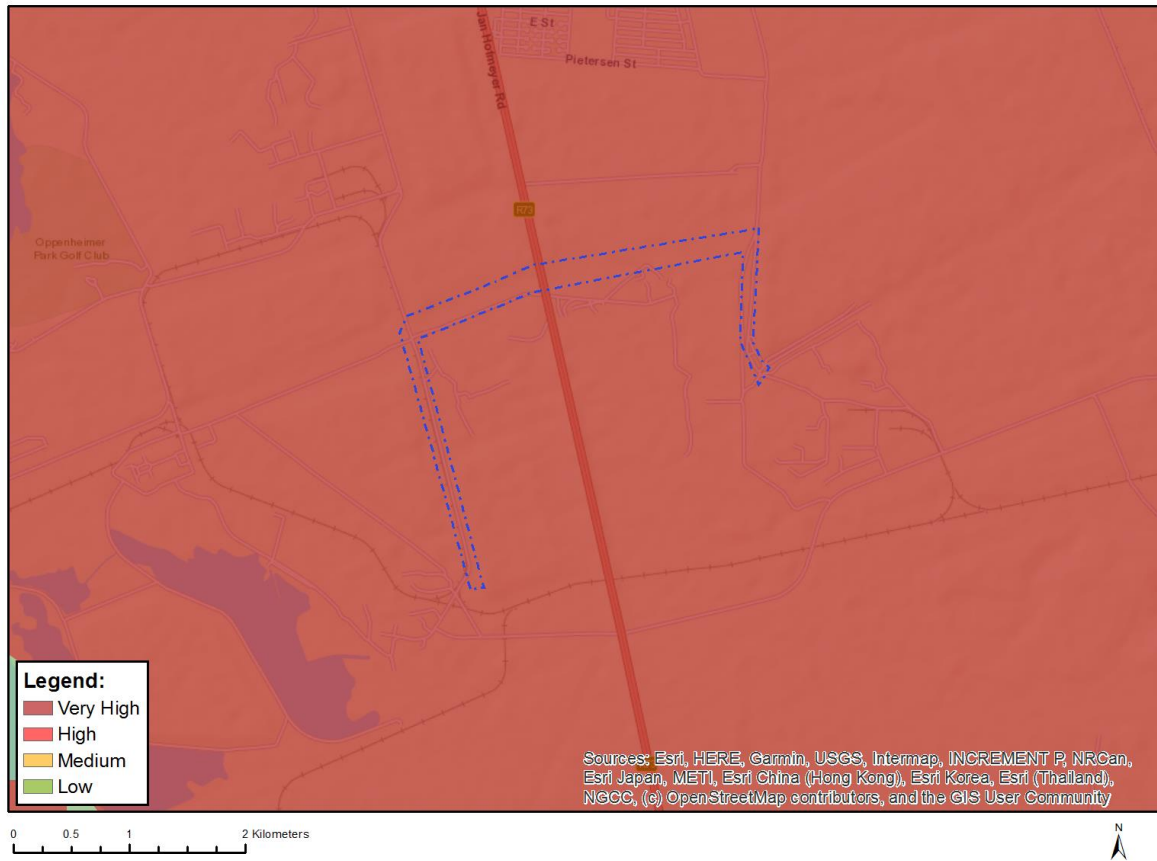 E St
Pietersen St
Jan Hofmeyer Rd
R73
Oppenheimer
Park Golf Club
Legend:
Very High
High
Medium
Low
Sources: Esri, HERE, Garmin, USGS, Intermap, INCREMENT P, NRCan,
Esri Japan, METI, Esri China (Hong Kong), Esri Korea, Esri (Thailand),
NGCC, (c) OpenStreetMap contributors, and the GIS User Community
0 0.5 1 2 Kilometers
N